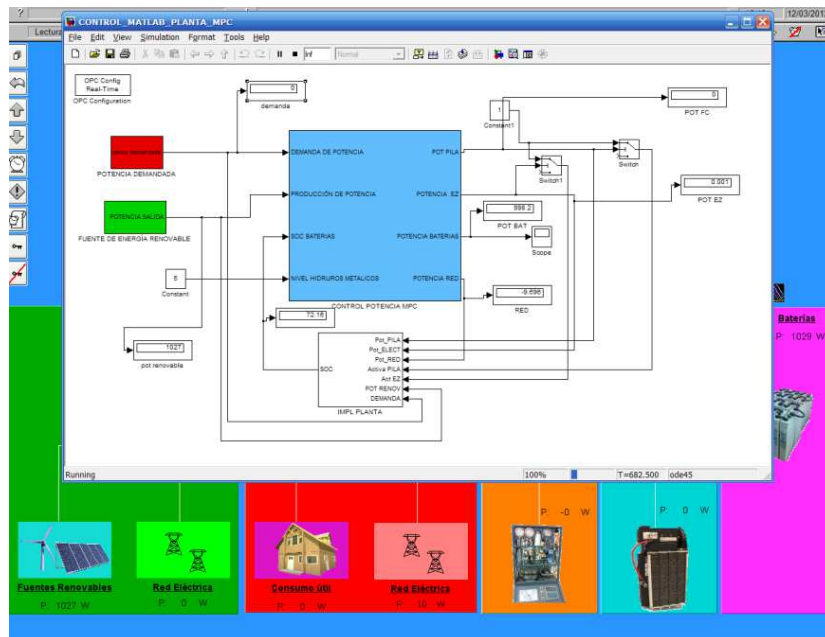 ?
12/03/201
Lectura
CONTROL_MATLAB_PLANTA_MPC
File Edit View Simulation Format Tools Help
Inf
Normal
OPC Config
Real-Time
OPC Configuration
0
demanda
POTENCIA DEMANDADA
POTENCIA SALIDA
FUENTE DE ENERGÍA RENOVABLE
6
Constant
1027
pot renovable
DEMANDA DE POTENCIA
PRODUCCIÓN DE POTENCIA
SOC BATERIAS
NIVEL HIDRUROS METALICOS
POT PILA
POTENCIA EZ
POTENCIA BATERIAS
POTENCIA RED
CONTROL POTENCIA MPC
72.16
1
Constant1
Switch1
Switch
0
POT FC
0.001
POT EZ
998.2
POT BAT
Scope
-9.696
RED
SOC
Pot_PILA
Pot_ELECT
Pot_RED
Activa PILA
Act EZ
POT RENOV
DEMANDA
IMPL PLANTA
Running
100%
T=682.500
ode45
Baterías
P: 1029 W
Fuentes Renovables
P: 1027 W
Red Eléctrica
P: 0 W
Consumo útil
P: 0 W
Red Eléctrica
P: 10 W
P: -0 W
P: 0 W